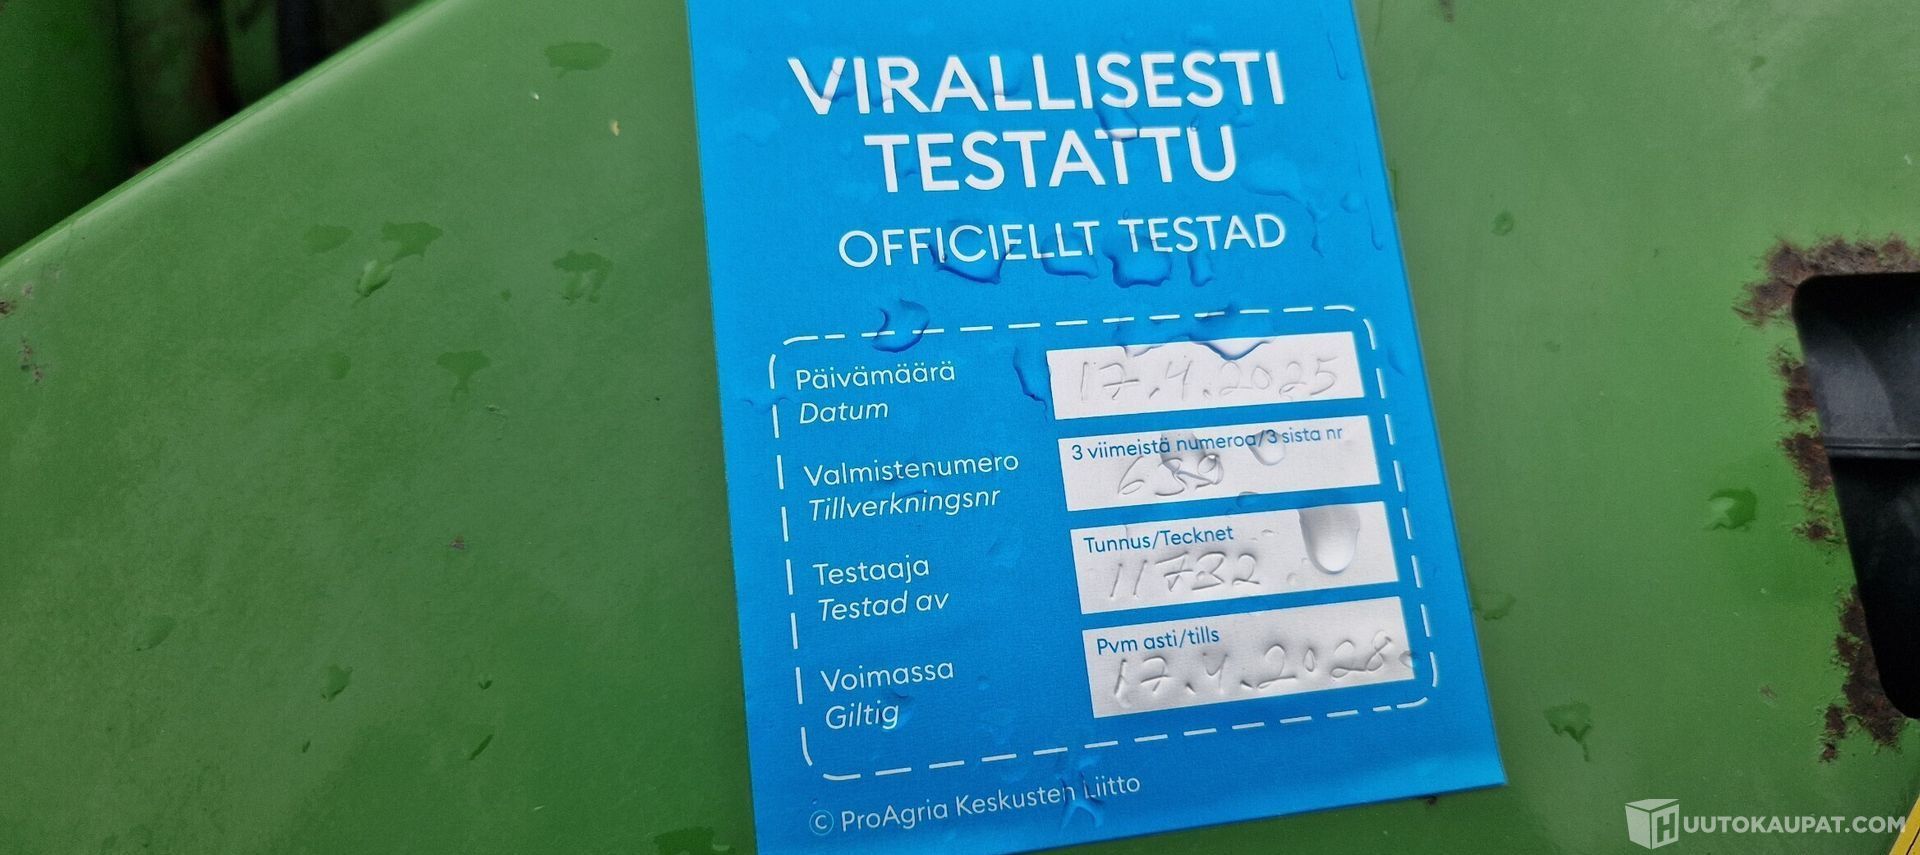 VIRALLISESTI
TESTATTU
OFFICIELLT TESTAD
Päivämäärä
Datum
17.4.2025
Valmistenumero
Tillverkningsnr
3 viimeistä numeroa/3 sista nr
639
Testaaja
Testad av
Tunnus/Tecknet
11732
Voimassa
Giltig
Pvm asti/tills
17.4.2028.
© ProAgria Keskusten Liitto
HUUTOKAUPAT.COM